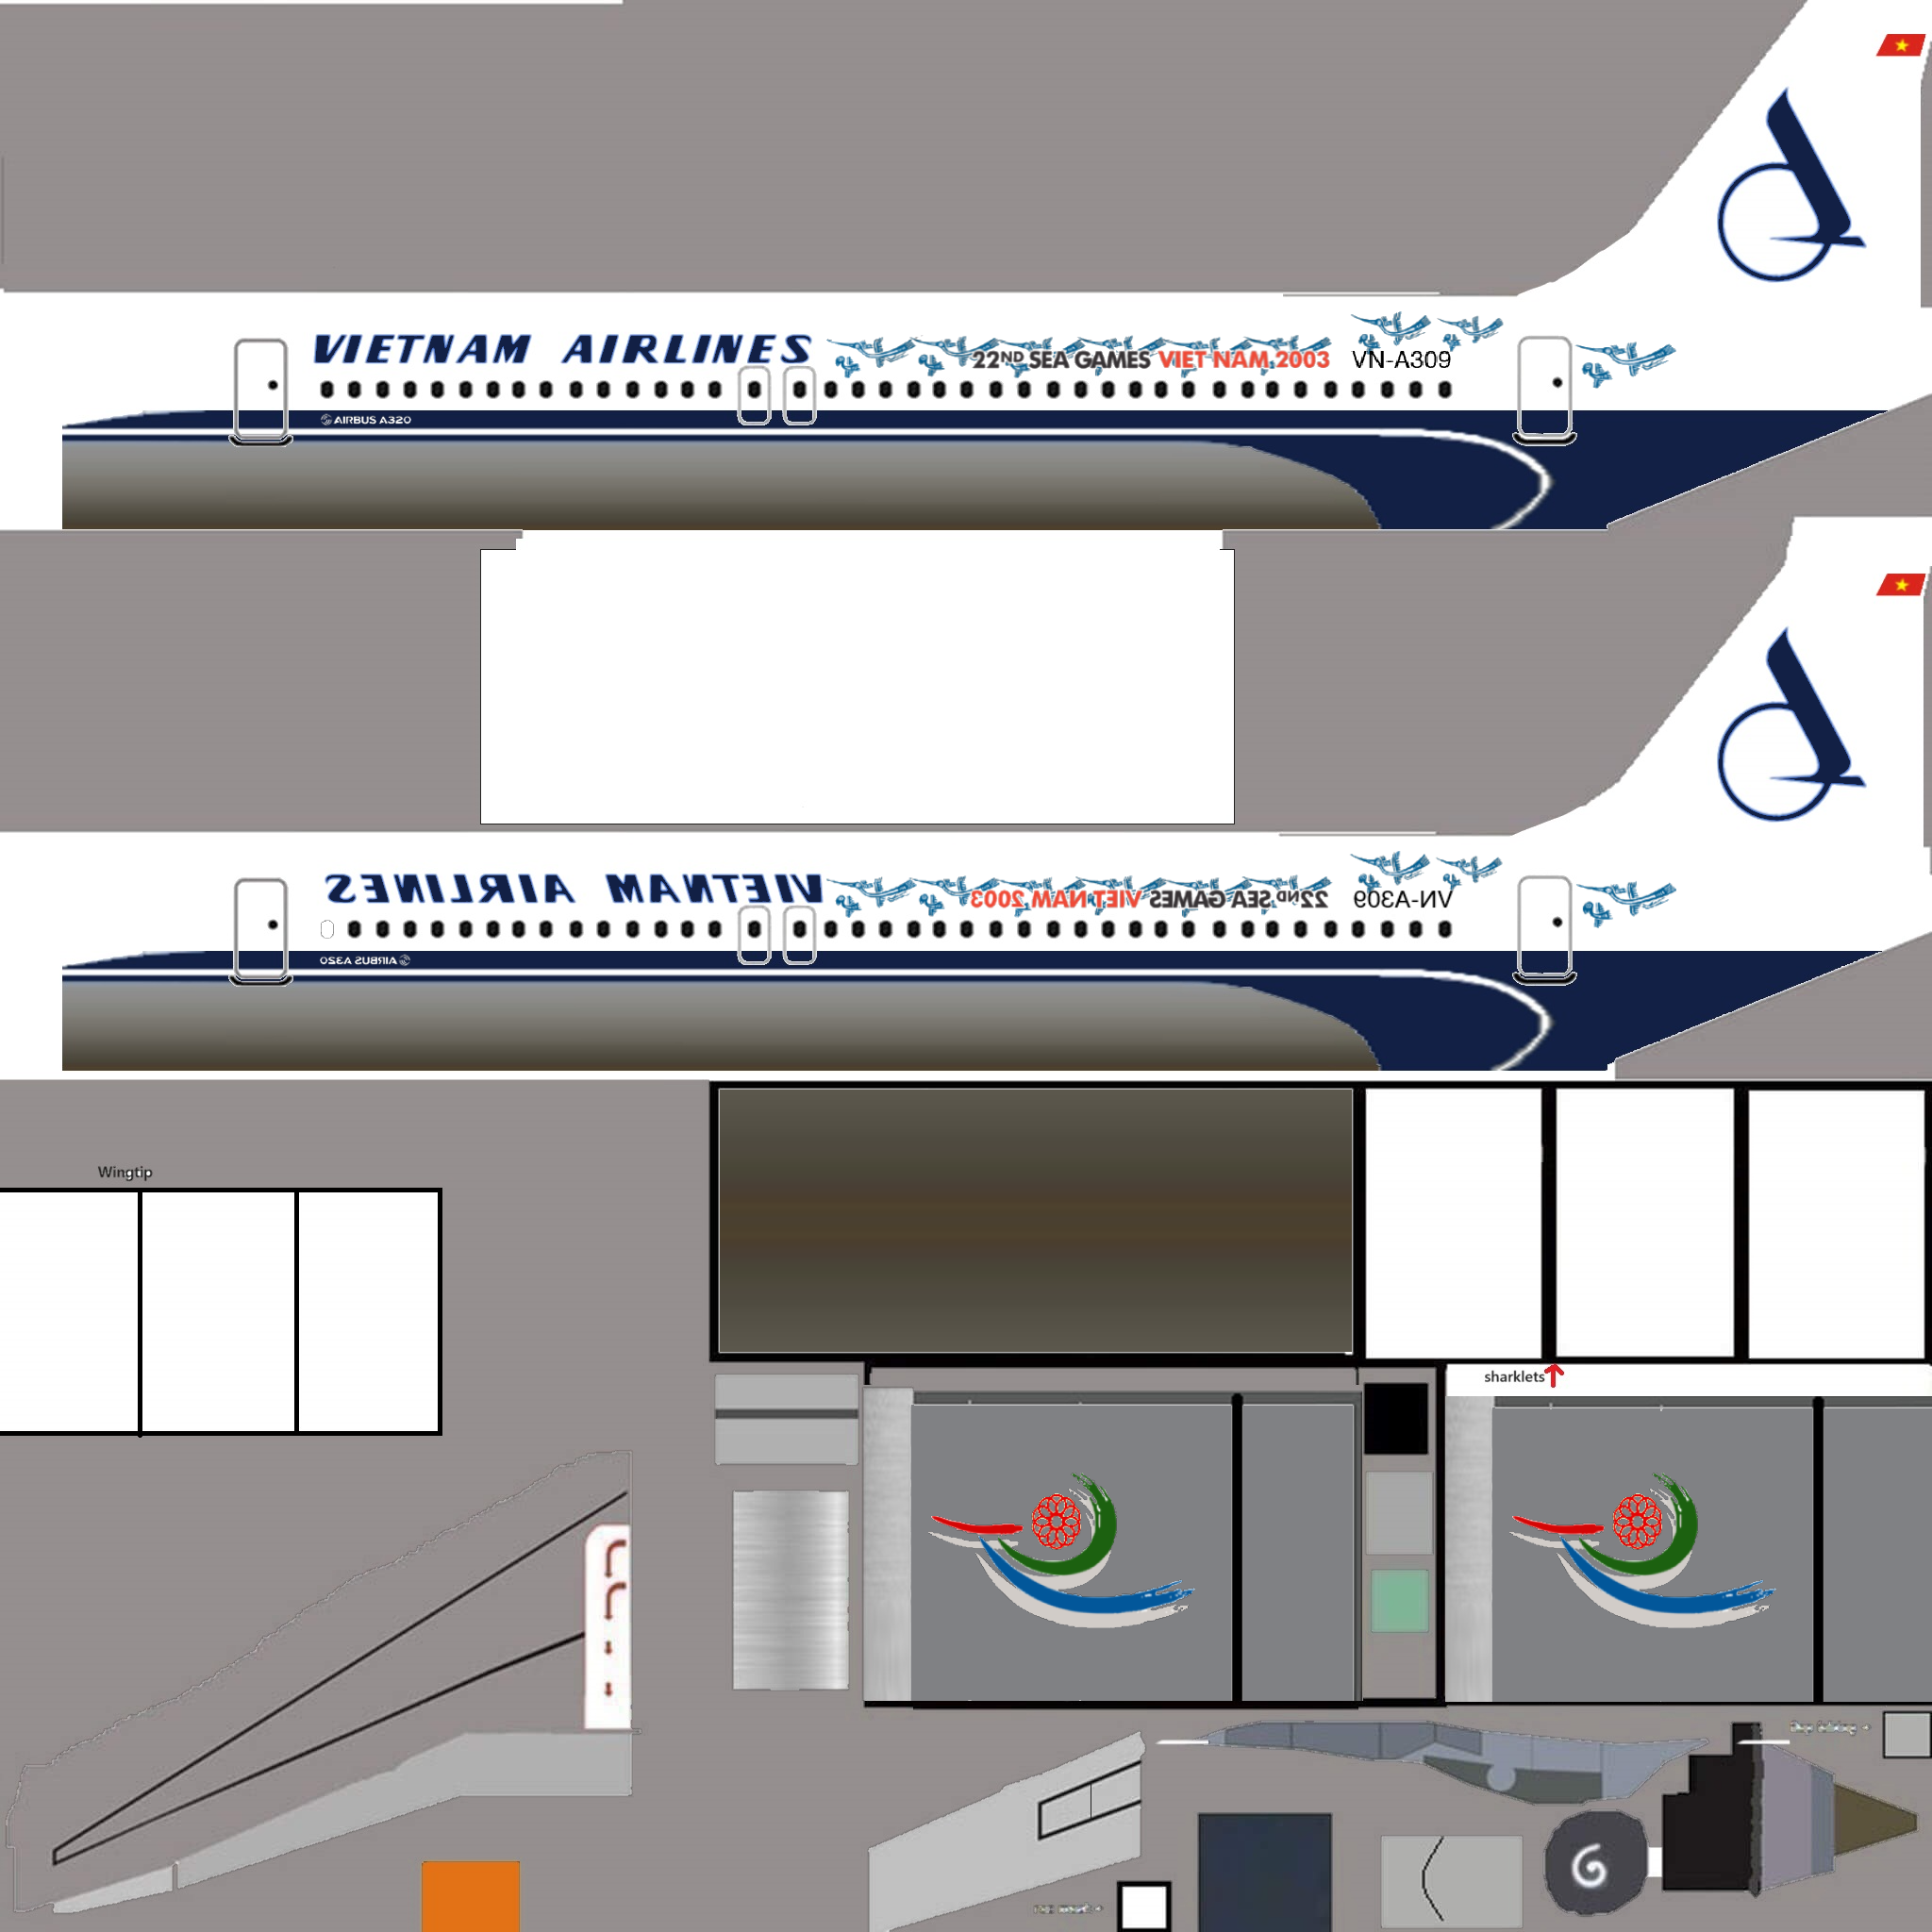 VIETNAM AIRLINES
22ND SEA GAMES VIET NAM 2003
VN-A309
AIRBUS A320
VIETNAM AIRLINES
22ND SEA GAMES VIET NAM 2003
VN-A309
AIRBUS A320
Wingtip
sharklets